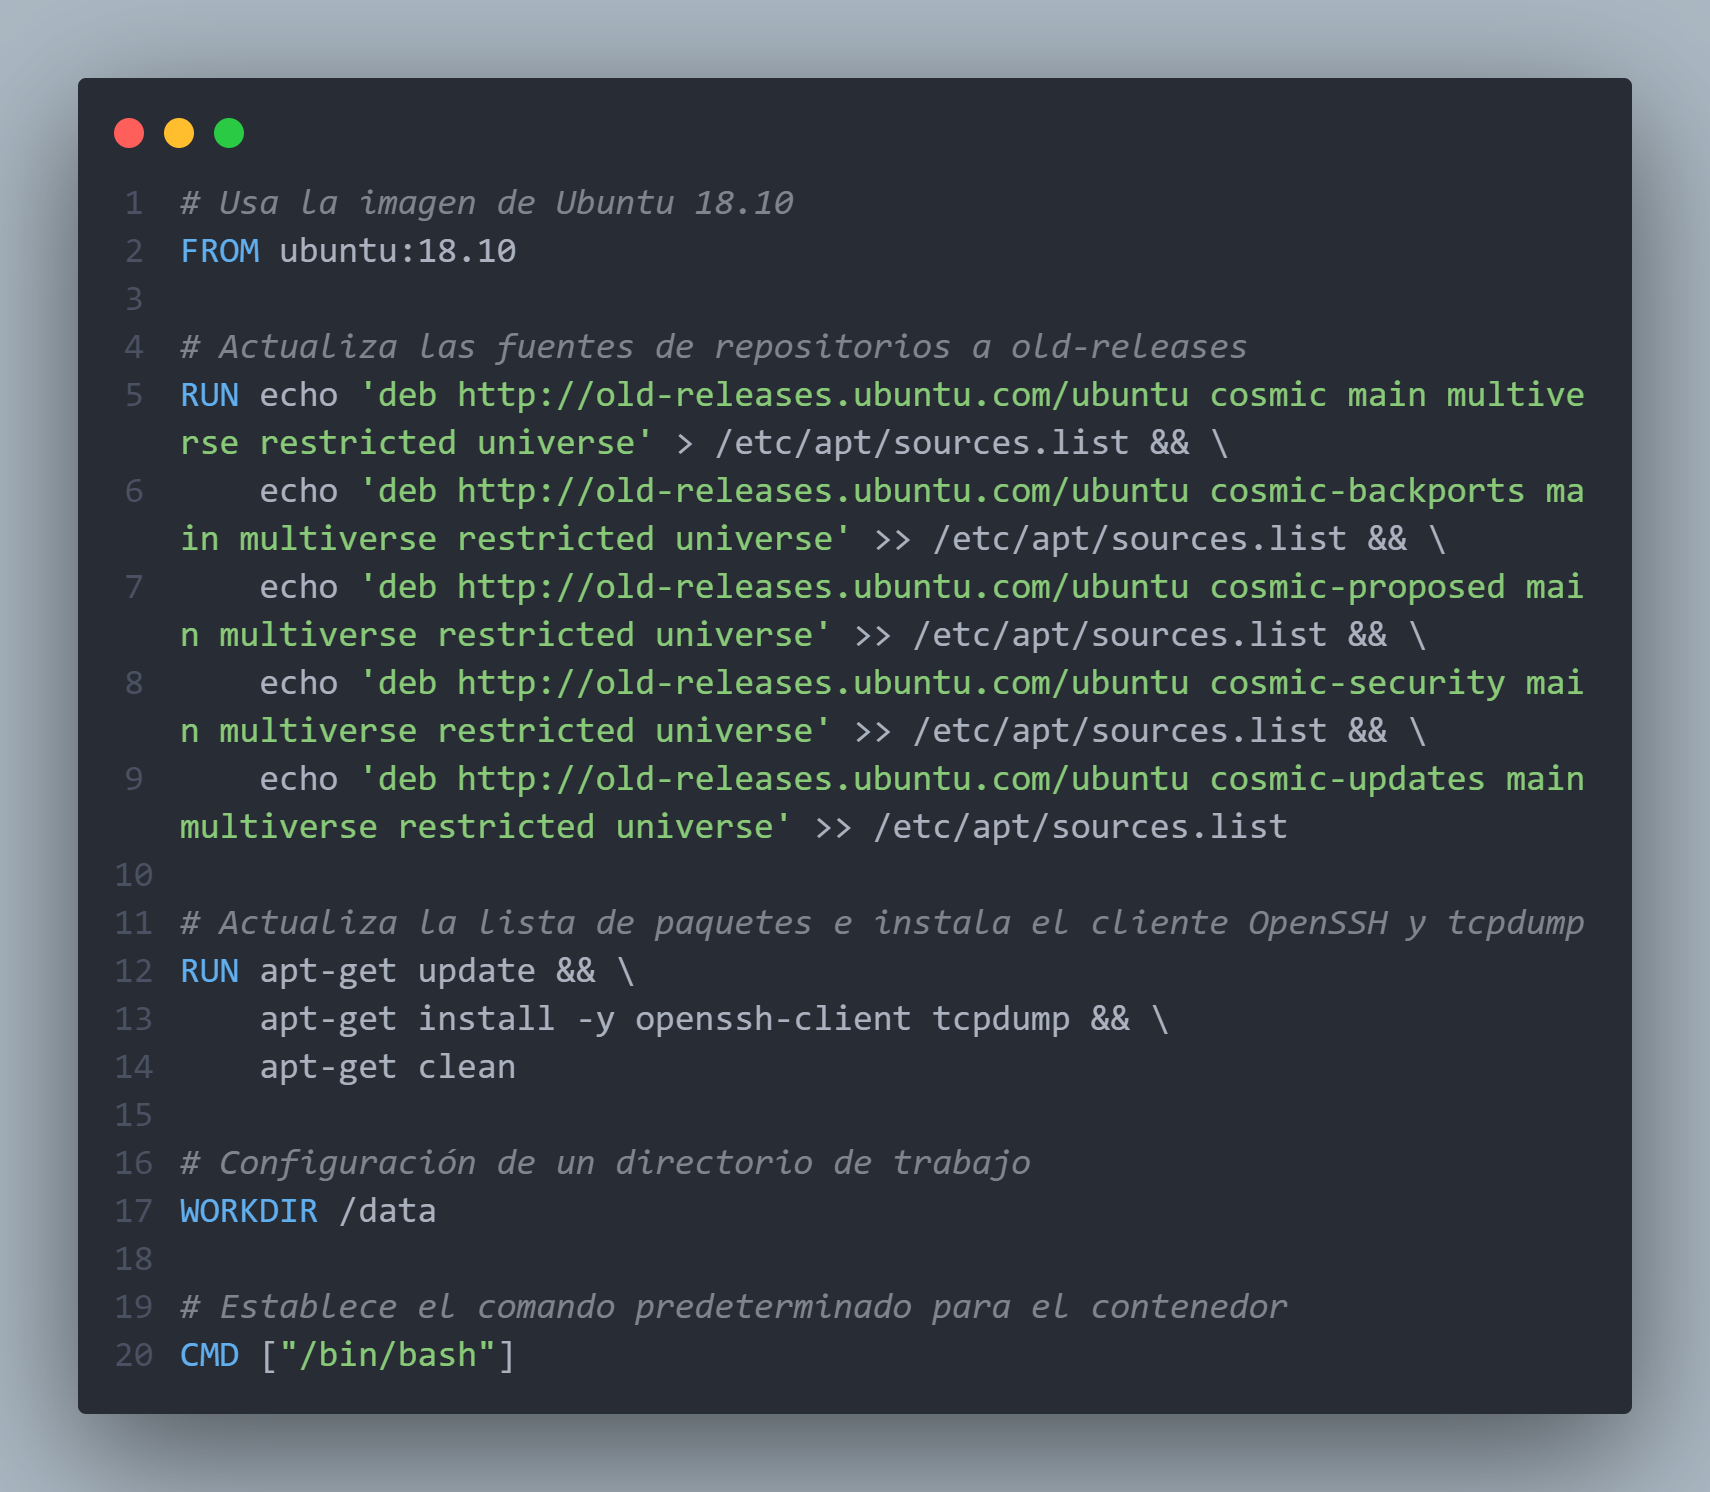 1 # Usa la imagen de Ubuntu 18.10
2 FROM ubuntu:18.10
3
4 # Actualiza las fuentes de repositorios a old-releases
5 RUN echo 'deb http://old-releases.ubuntu.com/ubuntu cosmic main multive
rse restricted universe' > /etc/apt/sources.list && \
6     echo 'deb http://old-releases.ubuntu.com/ubuntu cosmic-backports ma
in multiverse restricted universe' >> /etc/apt/sources.list && \
7     echo 'deb http://old-releases.ubuntu.com/ubuntu cosmic-proposed mai
n multiverse restricted universe' >> /etc/apt/sources.list && \
8     echo 'deb http://old-releases.ubuntu.com/ubuntu cosmic-security mai
n multiverse restricted universe' >> /etc/apt/sources.list && \
9     echo 'deb http://old-releases.ubuntu.com/ubuntu cosmic-updates main
multiverse restricted universe' >> /etc/apt/sources.list
10
11 # Actualiza la lista de paquetes e instala el cliente OpenSSH y tcpdump
12 RUN apt-get update && \
13     apt-get install -y openssh-client tcpdump && \
14     apt-get clean
15
16 # Configuración de un directorio de trabajo
17 WORKDIR /data
18
19 # Establece el comando predeterminado para el contenedor
20 CMD ["/bin/bash"]